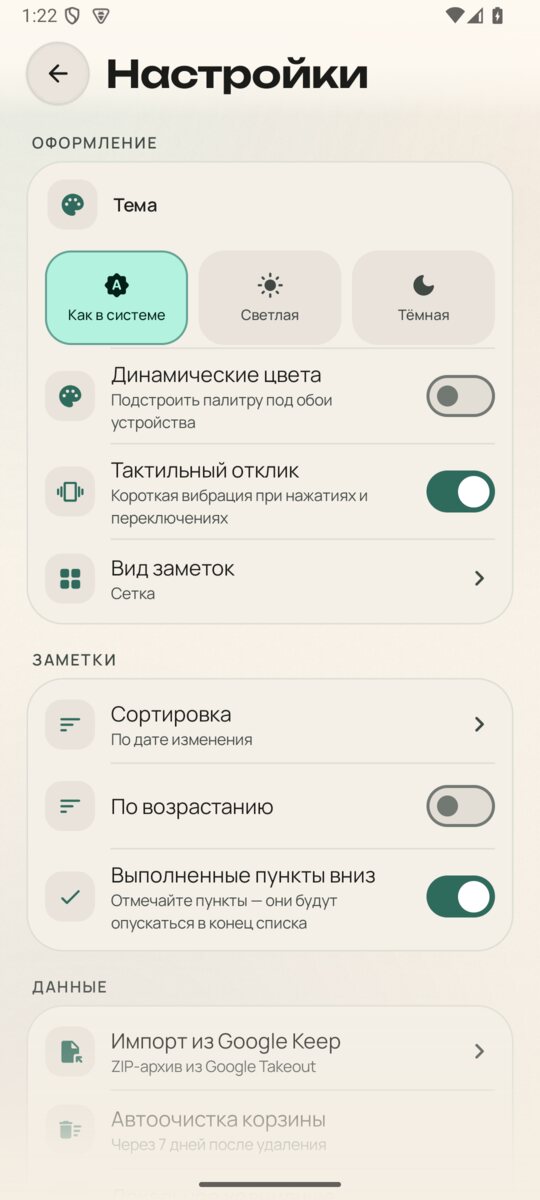 1:22
Настройки
ОФОРМЛЕНИЕ
Тема
Как в системе
Светлая
Тёмная
Динамические цвета
Подстроить палитру под обои
устройства
Тактильный отклик
Короткая вибрация при нажатиях и
переключениях
Вид заметок
Сетка
ЗАМЕТКИ
Сортировка
По дате изменения
По возрастанию
Выполненные пункты вниз
Отмечайте пункты — они будут
опускаться в конец списка
ДАННЫЕ
Импорт из Google Keep
ZIP-архив из Google Takeout
Автоочистка корзины
Через 7 дней после удаления